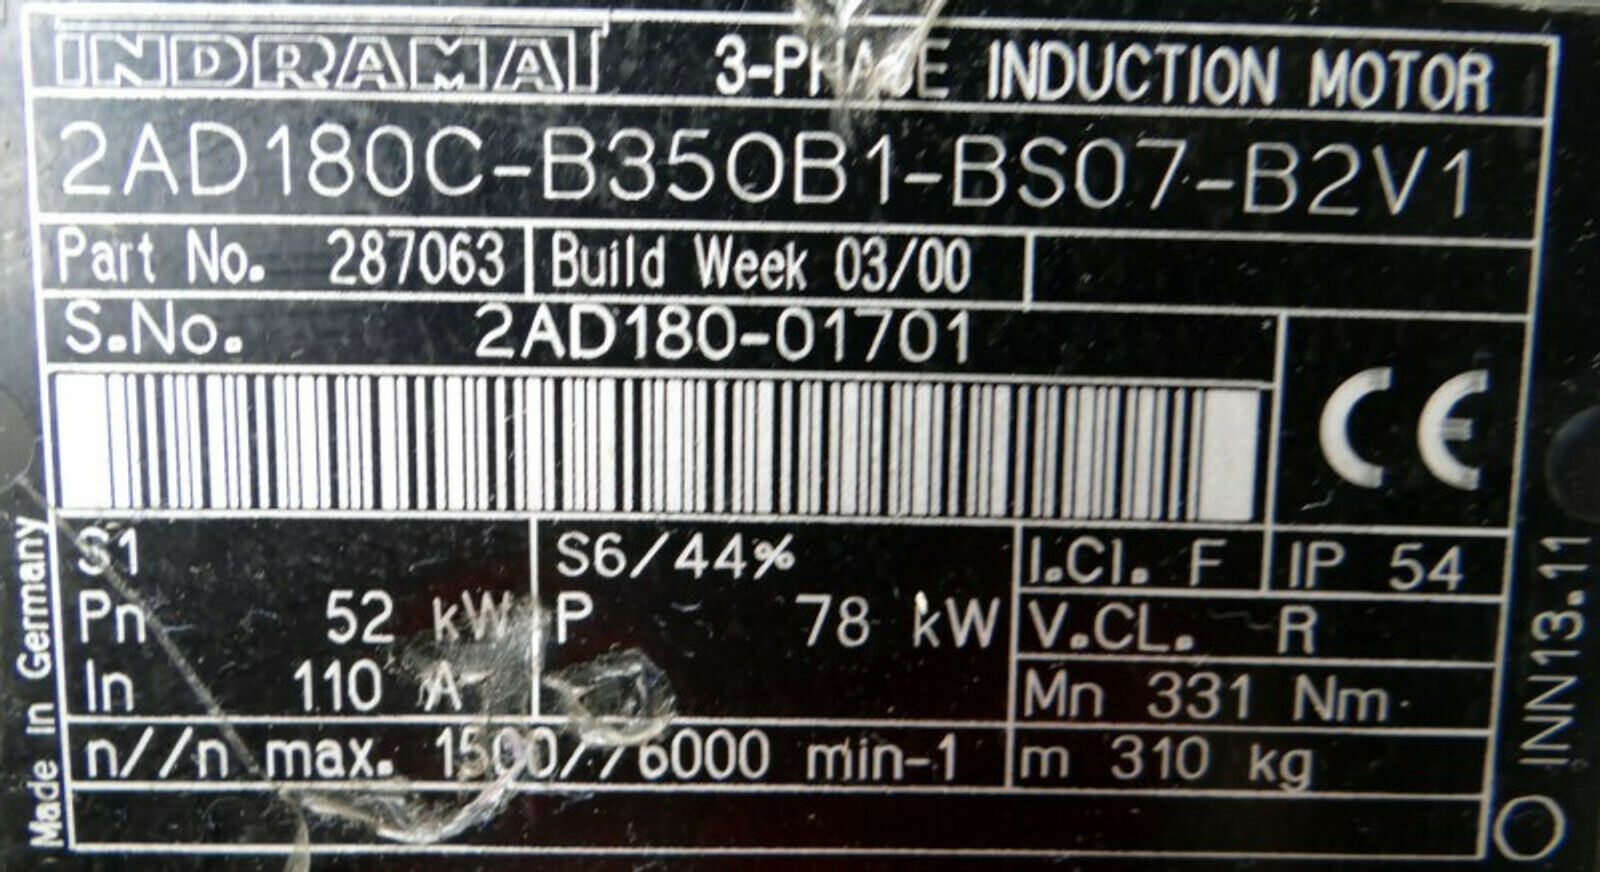 INDRAMAT 3-PHASE INDUCTION MOTOR
2AD180C-B350B1-BS07-B2V1
Part No. 287063 Build Week 03/00
S.No. 2AD180-01701
CE
S1 S6/44% I.Cl. F IP 54
Pn 52 kW P 78 kW V.CL. R
In 110 A Mn 331 Nm
n//n max. 1500//6000 min-1 m 310 kg
Made in Germany
INN13.11